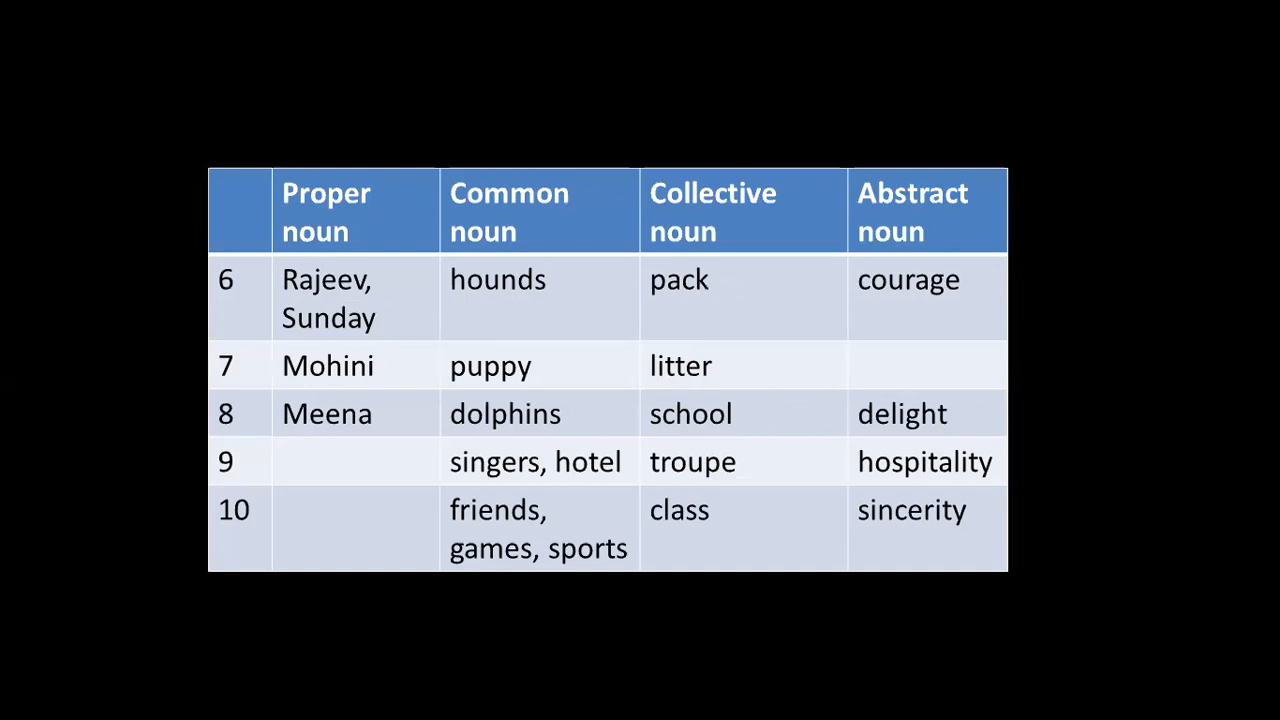 Proper noun Common noun Collective noun Abstract noun
6 Rajeev, Sunday hounds pack courage
7 Mohini puppy litter
8 Meena dolphins school delight
9 singers, hotel troupe hospitality
10 friends, games, sports class sincerity